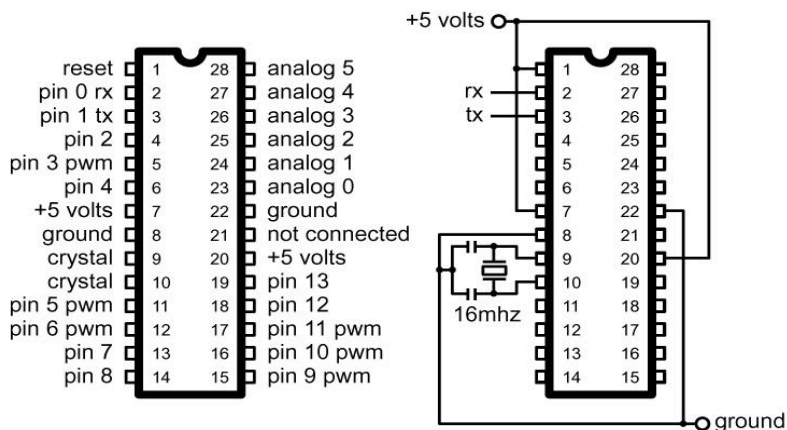 reset 1 28 analog 5
pin 0 rx 2 27 analog 4
pin 1 tx 3 26 analog 3
pin 2 4 25 analog 2
pin 3 pwm 5 24 analog 1
pin 4 6 23 analog 0
+5 volts 7 22 ground
ground 8 21 not connected
crystal 9 20 +5 volts
crystal 10 19 pin 13
pin 5 pwm 11 18 pin 12
pin 6 pwm 12 17 pin 11 pwm
pin 7 13 16 pin 10 pwm
pin 8 14 15 pin 9 pwm
+5 volts
1 28
rx 2 27
tx 3 26
4 25
5 24
6 23
7 22
8 21
9 20
10 19
16mhz 11 18
12 17
13 16
14 15
ground